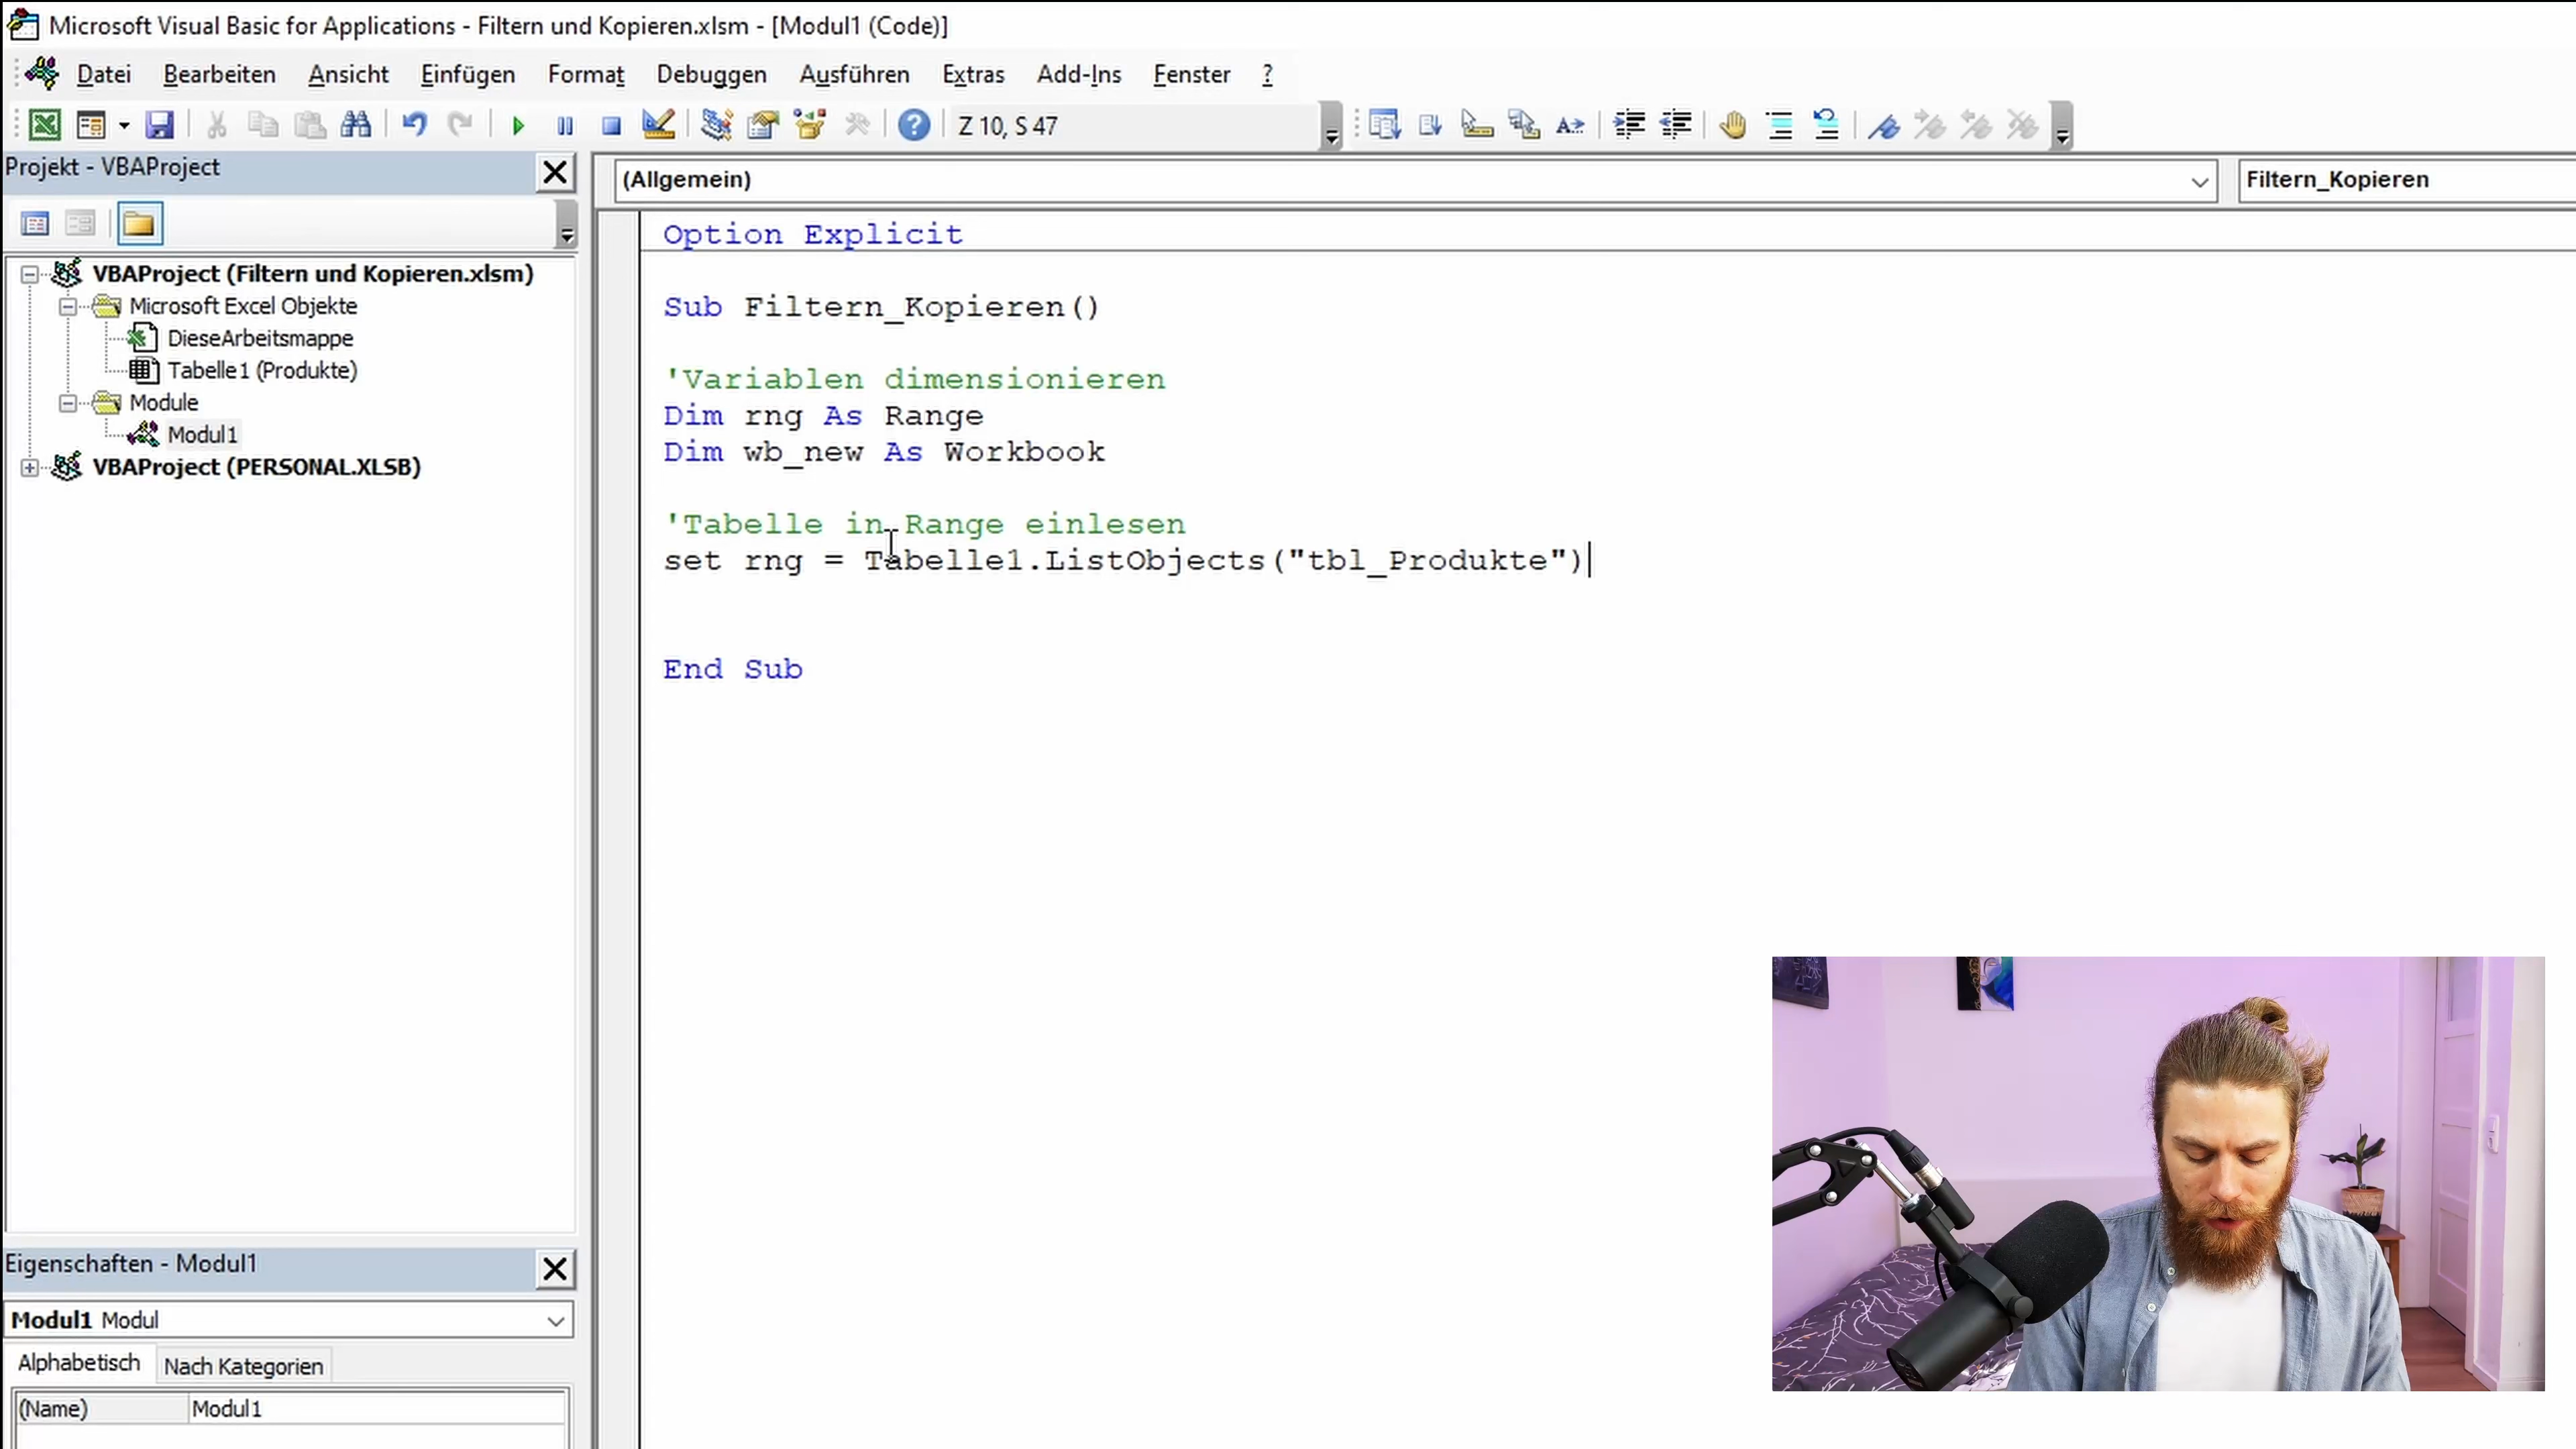 Microsoft Visual Basic for Applications - Filtern und Kopieren.xlsm - [Modul1 (Code)]
Datei Bearbeiten Ansicht Einfügen Format Debuggen Ausführen Extras Add-Ins Fenster ?
Z 10, S 47
Projekt - VBAProject
(Allgemein)
Filtern_Kopieren
VBAProject (Filtern und Kopieren.xlsm)
Microsoft Excel Objekte
DieseArbeitsmappe
Tabelle1 (Produkte)
Module
Modul1
VBAProject (PERSONAL.XLSB)
Option Explicit
Sub Filtern_Kopieren()
'Variablen dimensionieren
Dim rng As Range
Dim wb_new As Workbook
'Tabelle in Range einlesen
set rng = Tabelle1.ListObjects("tbl_Produkte")
End Sub
Eigenschaften - Modul1
Modul1 Modul
Alphabetisch Nach Kategorien
(Name) Modul1